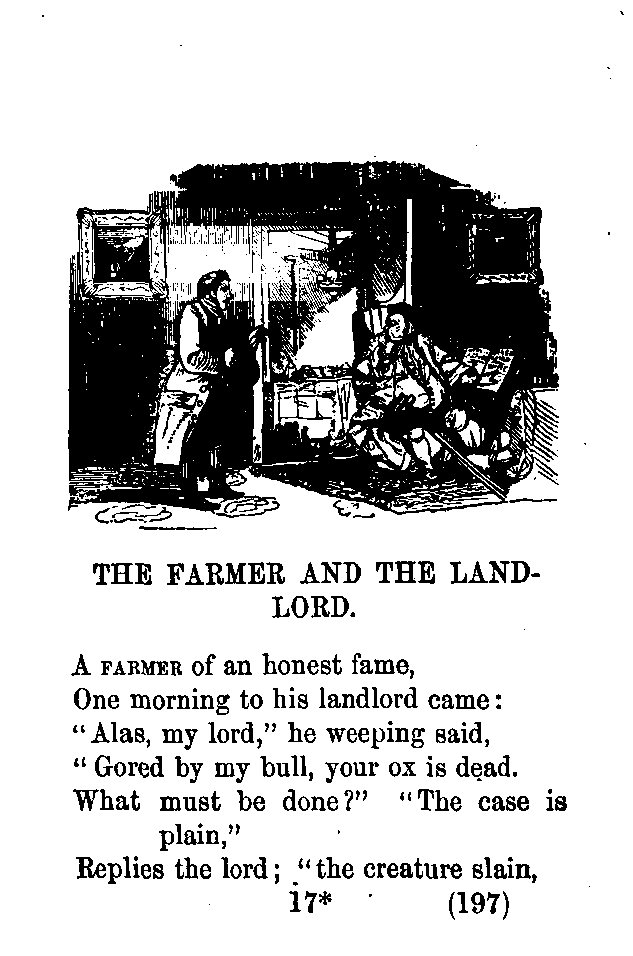 THE FARMER AND THE LAND-
LORD.
A FARMER of an honest fame,
One morning to his landlord came:
“Alas, my lord,” he weeping said,
“Gored by my bull, your ox is dead.
What must be done?” “The case is
plain,”
Replies the lord; “the creature slain,
17* (197)